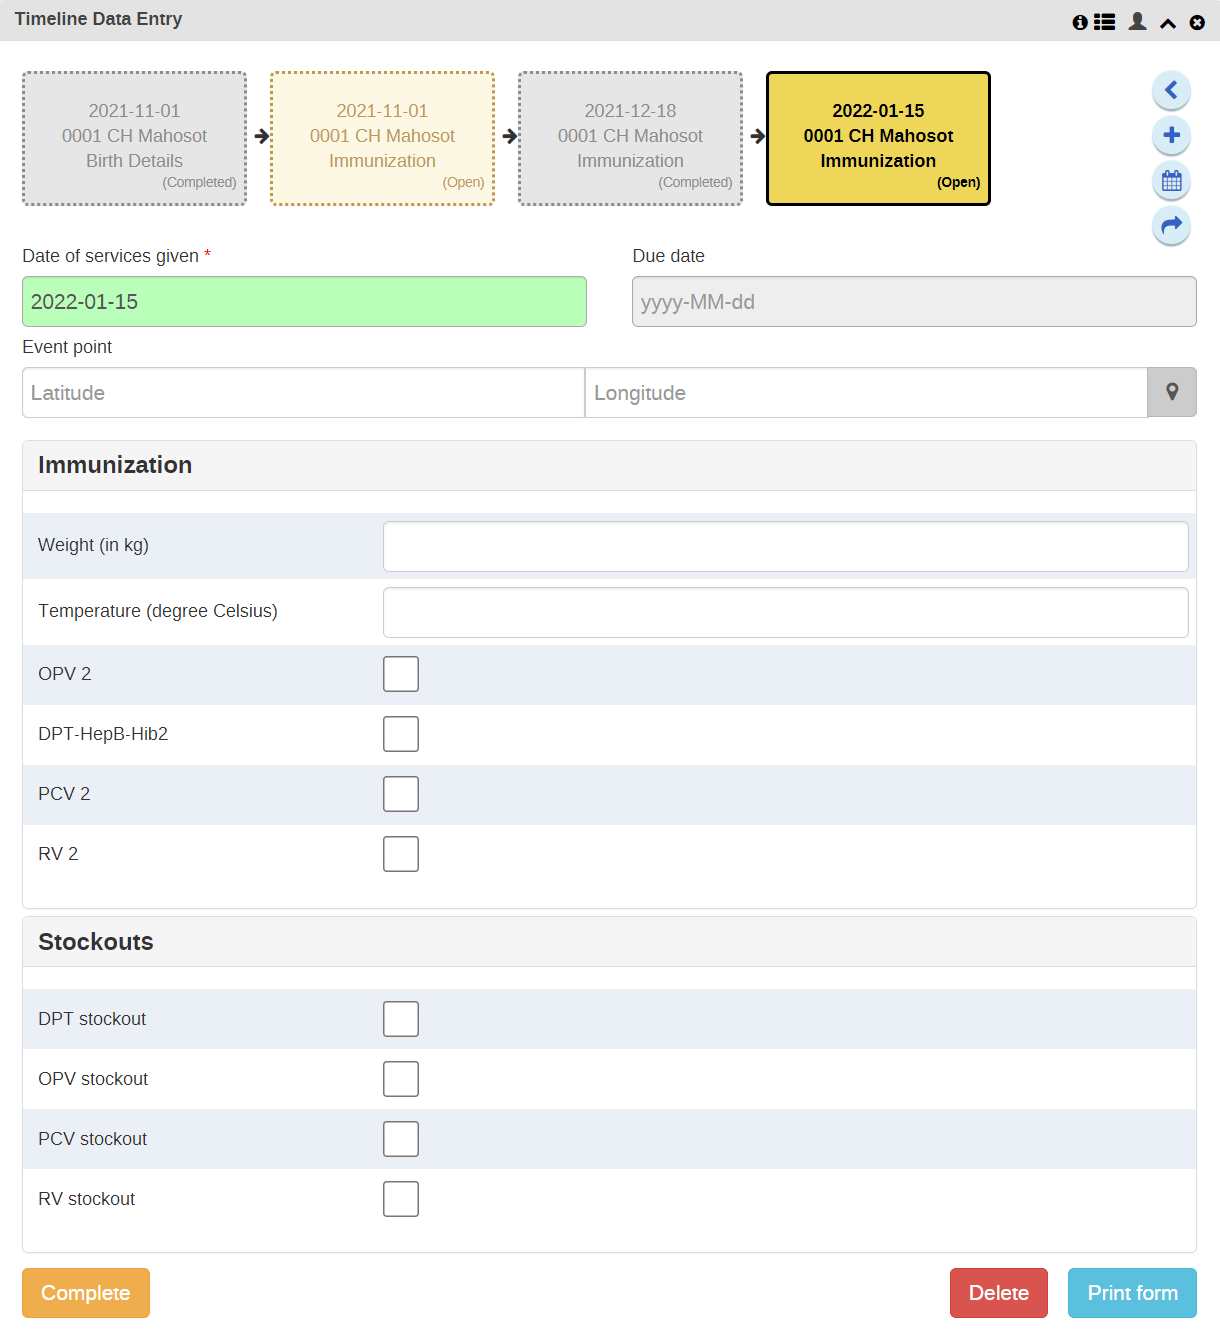 Timeline Data Entry
2021-11-01
0001 CH Mahosot
Birth Details
(Completed)
2021-11-01
0001 CH Mahosot
Immunization
(Open)
2021-12-18
0001 CH Mahosot
Immunization
(Completed)
2022-01-15
0001 CH Mahosot
Immunization
(Open)
Date of services given *
Due date
2022-01-15
yyyy-MM-dd
Event point
Latitude
Longitude
Immunization
Weight (in kg)
Temperature (degree Celsius)
OPV 2
DPT-HepB-Hib2
PCV 2
RV 2
Stockouts
DPT stockout
OPV stockout
PCV stockout
RV stockout
Complete
Delete
Print form